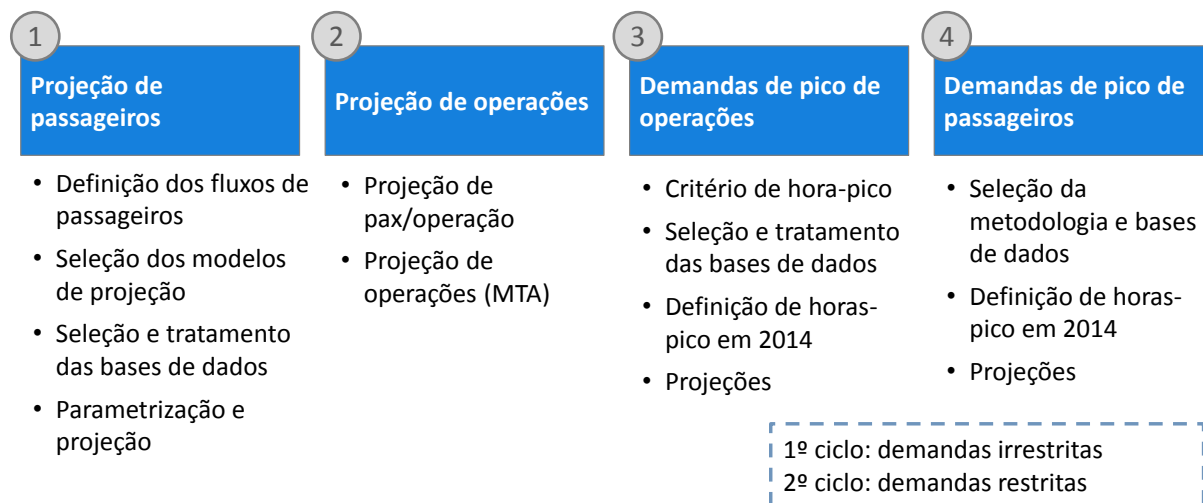 1
Projeção de
passageiros
• Definição dos fluxos de
passageiros
• Seleção dos modelos
de projeção
• Seleção e tratamento
das bases de dados
• Parametrização e
projeção
2
Projeção de operações
• Projeção de
pax/operação
• Projeção de
operações (MTA)
3
Demandas de pico de
operações
• Critério de hora-pico
• Seleção e tratamento
das bases de dados
• Definição de horas-
pico em 2014
• Projeções
4
Demandas de pico de
passageiros
• Seleção da
metodologia e bases
de dados
• Definição de horas-
pico em 2014
• Projeções
1º ciclo: demandas irrestritas
2º ciclo: demandas restritas